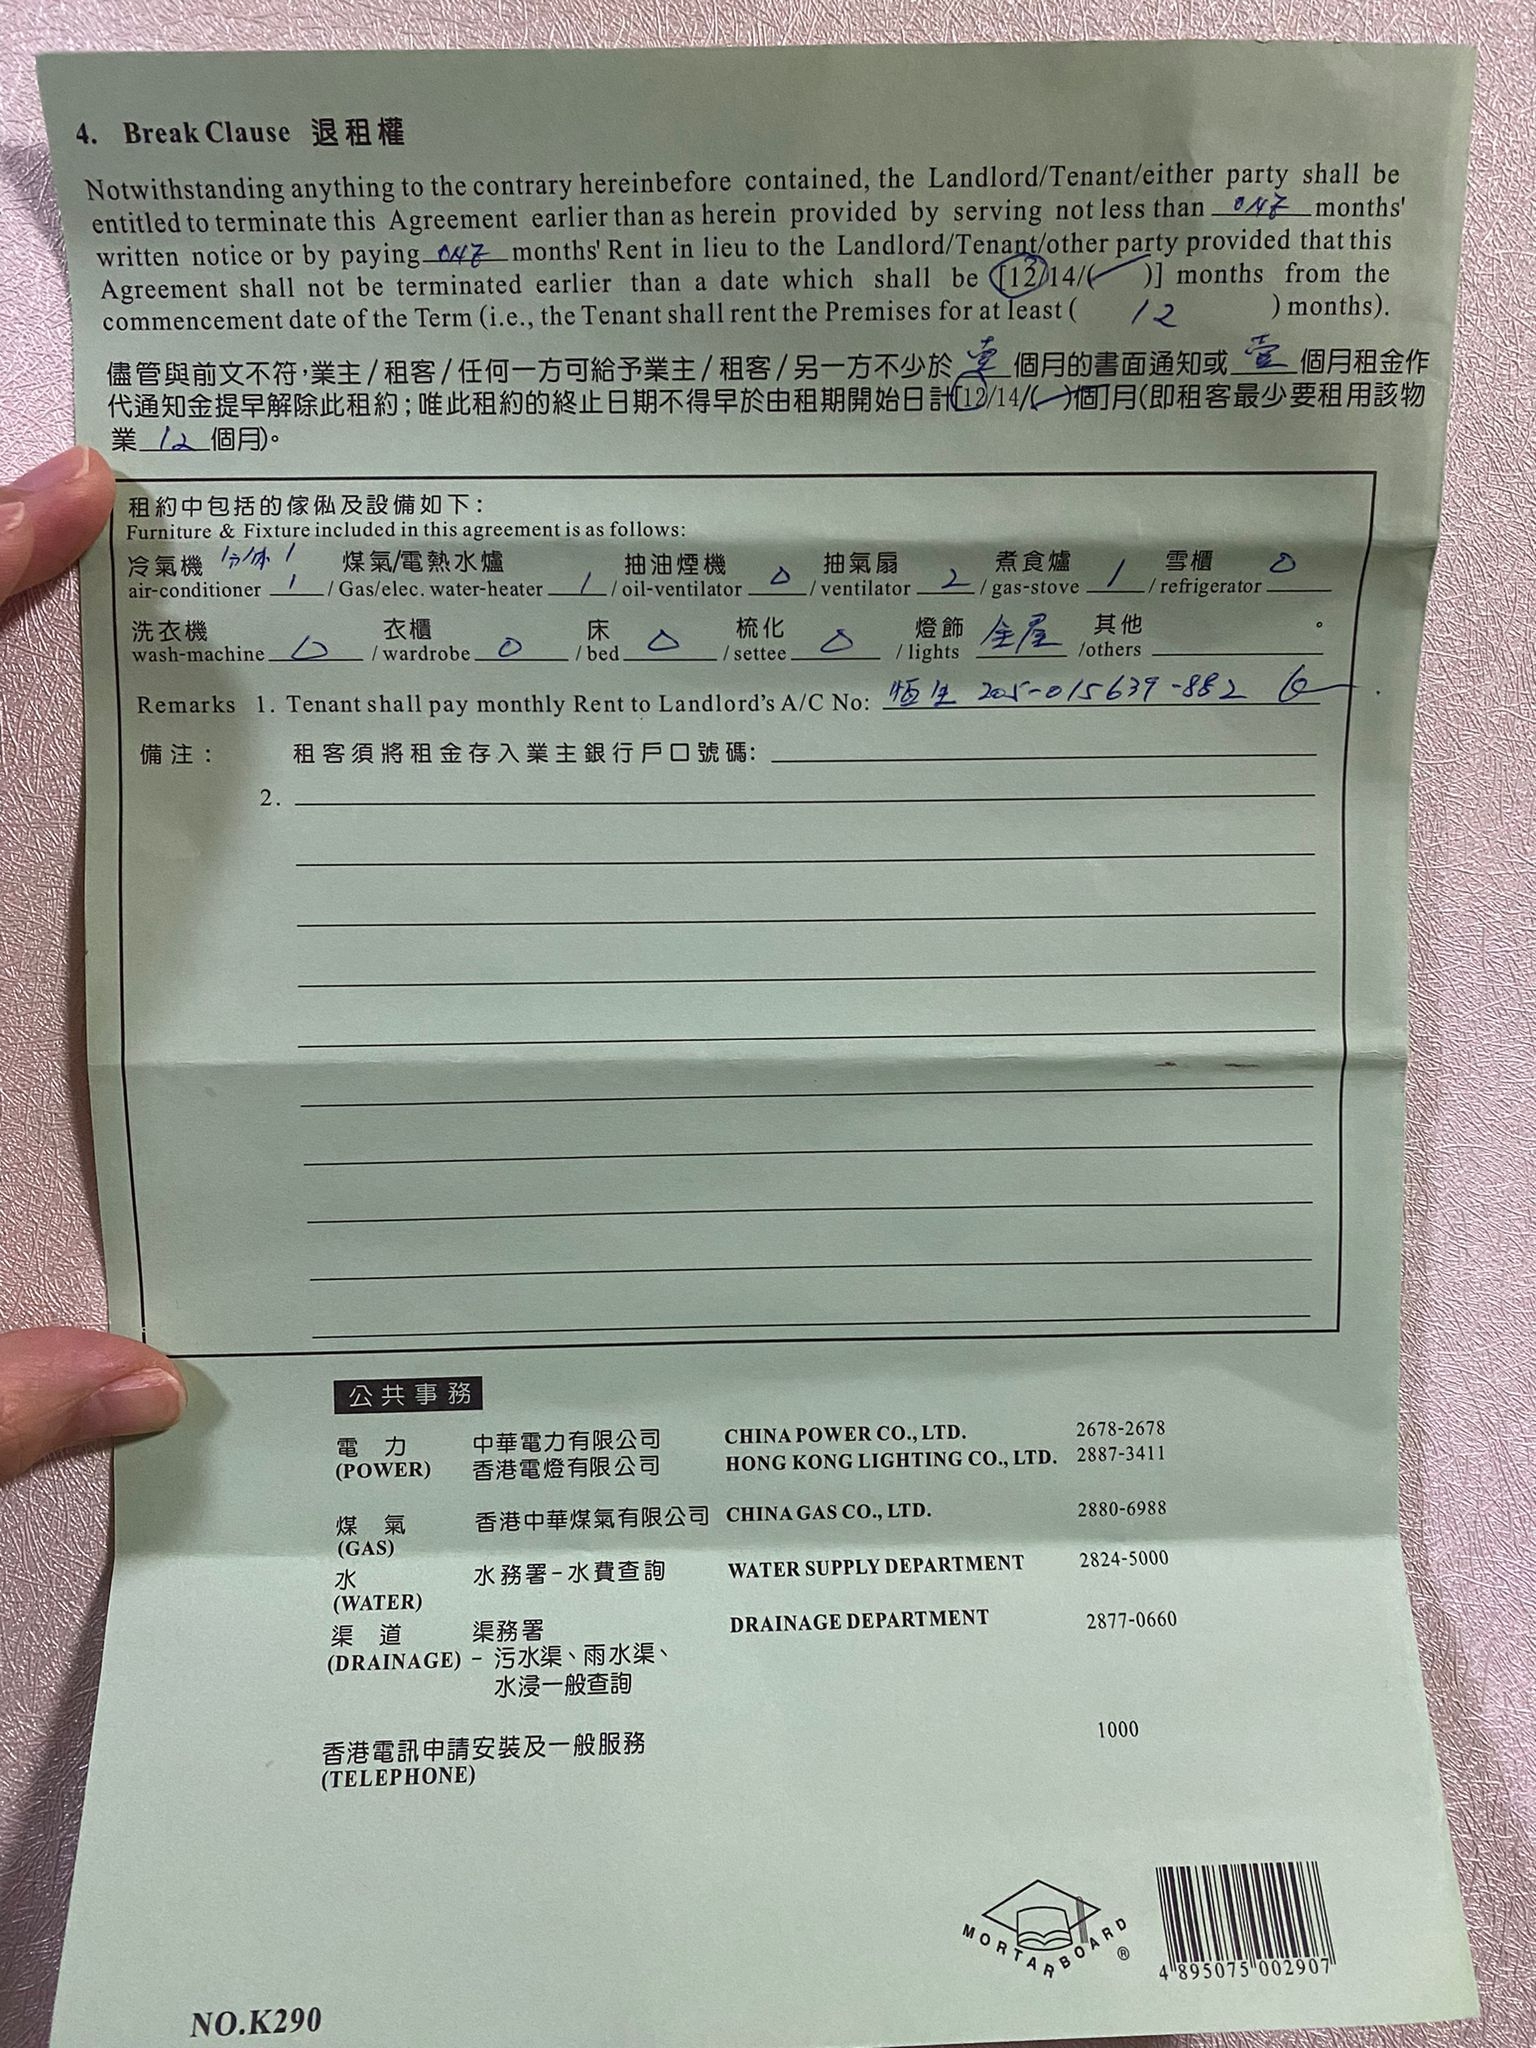 4. Break Clause 退租權
Notwithstanding anything to the contrary hereinbefore contained, the Landlord/Tenant/either party shall be
entitled to terminate this Agreement earlier than as herein provided by serving not less than ONE months'
written notice or by paying ONE months' Rent in lieu to the Landlord/Tenant/other party provided that this
Agreement shall not be terminated earlier than a date which shall be [12/14/( )] months from the
commencement date of the Term (i.e., the Tenant shall rent the Premises for at least ( 12 ) months).
儘管與前文不符,業主/租客/任何一方可給予業主/租客/另一方不少於 壹 個月的書面通知或 壹 個月租金作
代通知金提早解除此租約;唯此租約的終止日期不得早於由租期開始日計[12/14/( )個]月(即租客最少要租用該物
業 12 個月)。
租約中包括的傢俬及設備如下:
Furniture & Fixture included in this agreement is as follows:
冷氣機 分体 1 煤氣/電熱水爐 抽油煙機 抽氣扇 煮食爐 雪櫃
air-conditioner 1 / Gas/elec. water-heater 1 / oil-ventilator 0 / ventilator 2 / gas-stove 1 / refrigerator 0
洗衣機 衣櫃 床 梳化 燈飾 其他 。
wash-machine 0 / wardrobe 0 / bed 0 / settee 0 / lights 全屋 /others
Remarks 1. Tenant shall pay monthly Rent to Landlord's A/C No: 恒生 205-015639-882
備注: 租客須將租金存入業主銀行戶口號碼:
2.
公共事務
電 力 中華電力有限公司 CHINA POWER CO., LTD. 2678-2678
(POWER) 香港電燈有限公司 HONG KONG LIGHTING CO., LTD. 2887-3411
煤 氣 香港中華煤氣有限公司 CHINA GAS CO., LTD. 2880-6988
(GAS)
水 水務署-水費查詢 WATER SUPPLY DEPARTMENT 2824-5000
(WATER)
渠 道 渠務署 DRAINAGE DEPARTMENT 2877-0660
(DRAINAGE) - 污水渠、雨水渠、
水浸一般查詢
香港電訊申請安裝及一般服務 1000
(TELEPHONE)
MORTARBOARD ®
4 895075 002907
NO.K290